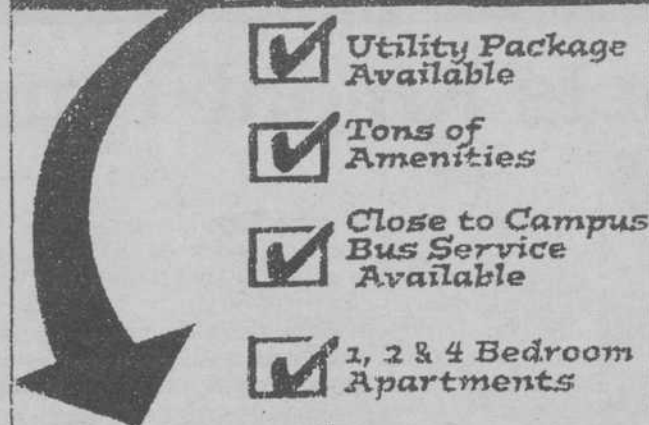 Utility Package
Available
Tons of
Amenities
Close to Campus
Bus Service
Available
1, 2 & 4 Bedroom
Apartments